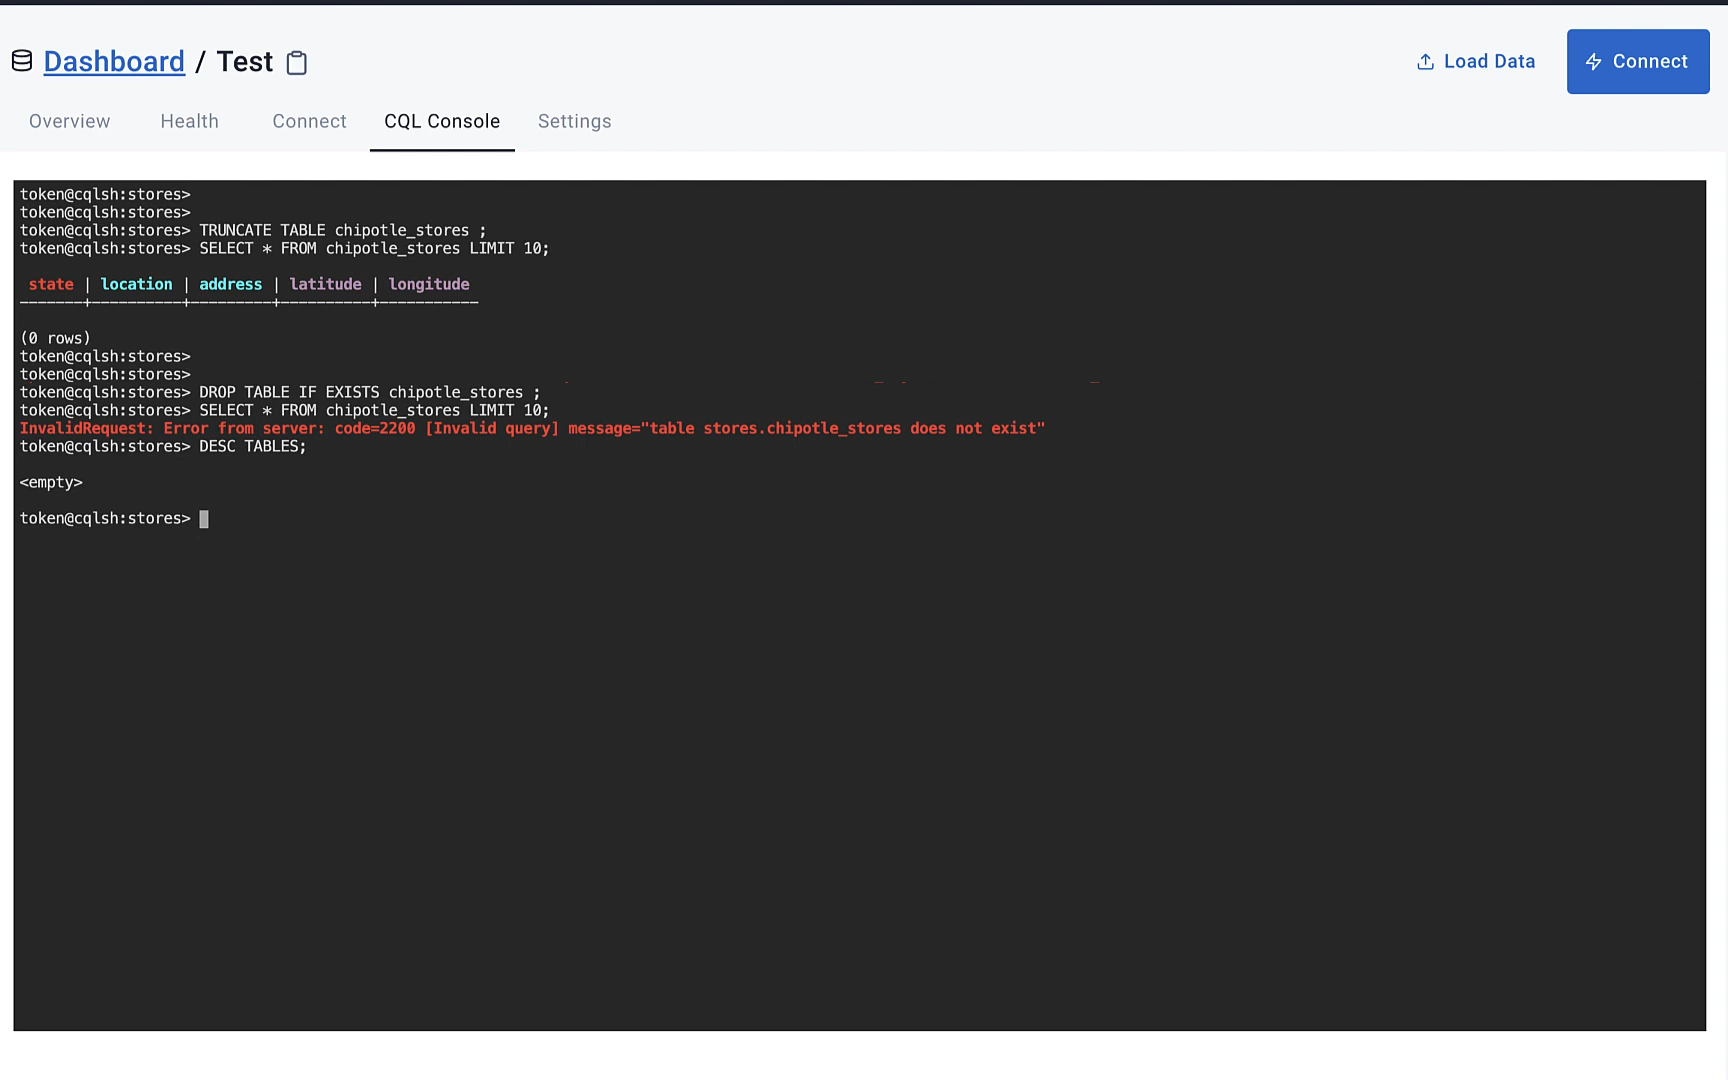 Dashboard / Test
Load Data
Connect
Overview Health Connect CQL Console Settings
token@cqlsh:stores>
token@cqlsh:stores>
token@cqlsh:stores> TRUNCATE TABLE chipotle_stores ;
token@cqlsh:stores> SELECT * FROM chipotle_stores LIMIT 10;
state | location | address | latitude | longitude
-------+----------+---------+----------+-----------
(0 rows)
token@cqlsh:stores>
token@cqlsh:stores>
token@cqlsh:stores> DROP TABLE IF EXISTS chipotle_stores ;
token@cqlsh:stores> SELECT * FROM chipotle_stores LIMIT 10;
InvalidRequest: Error from server: code=2200 [Invalid query] message="table stores.chipotle_stores does not exist"
token@cqlsh:stores> DESC TABLES;
<empty>
token@cqlsh:stores>